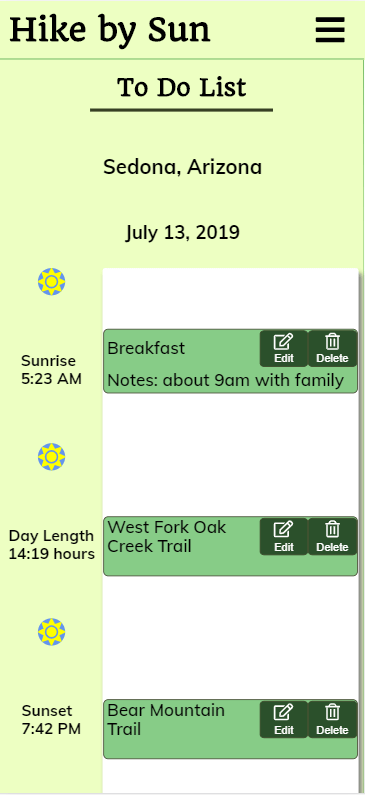 Hike by Sun
To Do List
Sedona, Arizona
July 13, 2019
Breakfast
Edit
Delete
Notes: about 9am with family
Sunrise
5:23 AM
West Fork Oak
Creek Trail
Edit
Delete
Day Length
14:19 hours
Bear Mountain
Trail
Edit
Delete
Sunset
7:42 PM